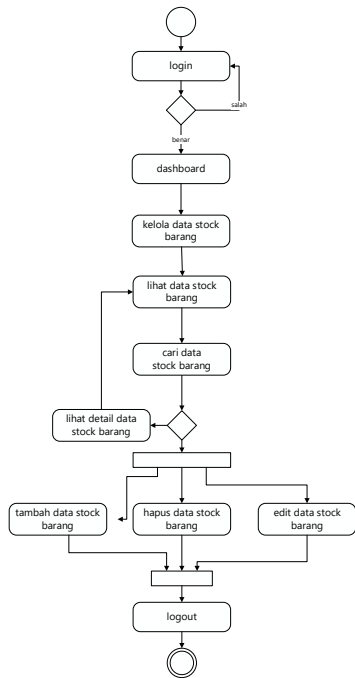 login
salah
benar
dashboard
kelola data stock
barang
lihat data stock
barang
cari data
stock barang
lihat detail data
stock barang
tambah data stock
barang
hapus data stock
barang
edit data stock
barang
logout